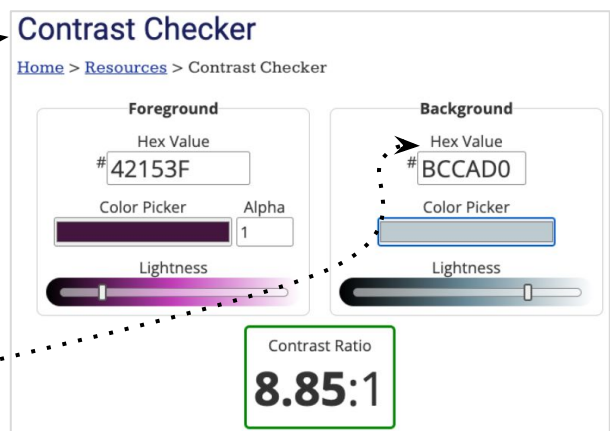 Contrast Checker
Home > Resources > Contrast Checker
Foreground
Hex Value
#42153F
Color Picker
Alpha
1
Lightness
Background
Hex Value
#BCCAD0
Color Picker
Lightness
Contrast Ratio
8.85:1